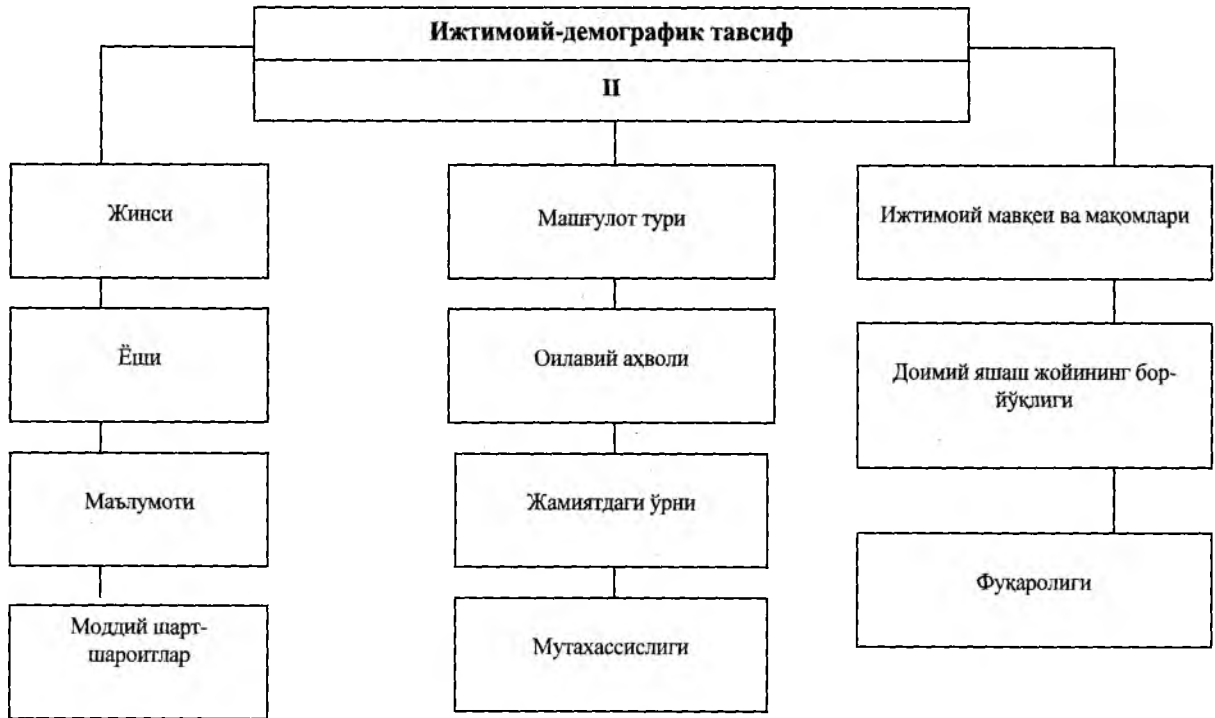 Ижтимоий-демографик тавсиф
II
Жинси
Ёши
Маълумоти
Моддий шарт-
шароитлар
Машғулот тури
Оилавий аҳволи
Жамиятдаги ўрни
Мутахассислиги
Ижтимоий мавқеи ва мақомлари
Доимий яшаш жойининг бор-
йўқлиги
Фуқаролиги